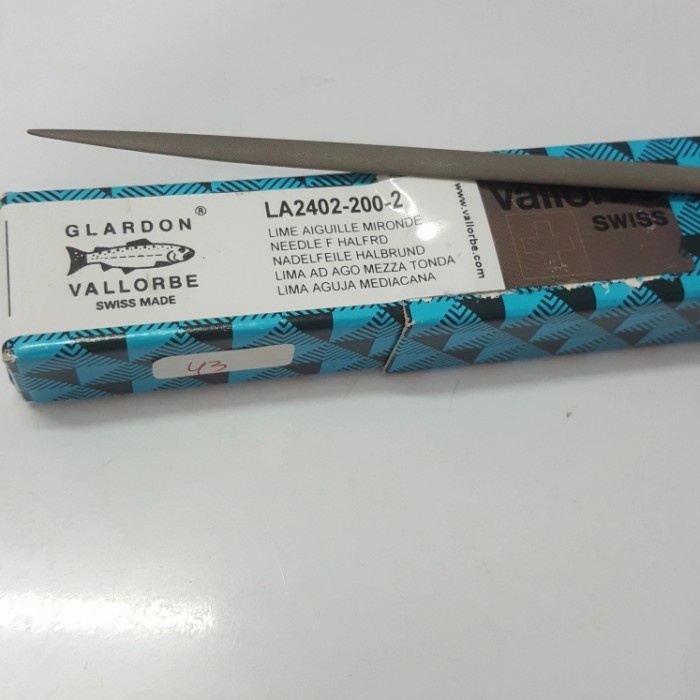 GLARDON®
VALLORBE
SWISS MADE
LA2402-200-2
LIME AIGUILLE MIRONDE
NEEDLE F HALFRD
NADELFEILE HALBRUND
LIMA AD AGO MEZZA TONDA
LIMA AGUJA MEDIACANA
www.vallorbe.com
Vallorbe
SWISS
43